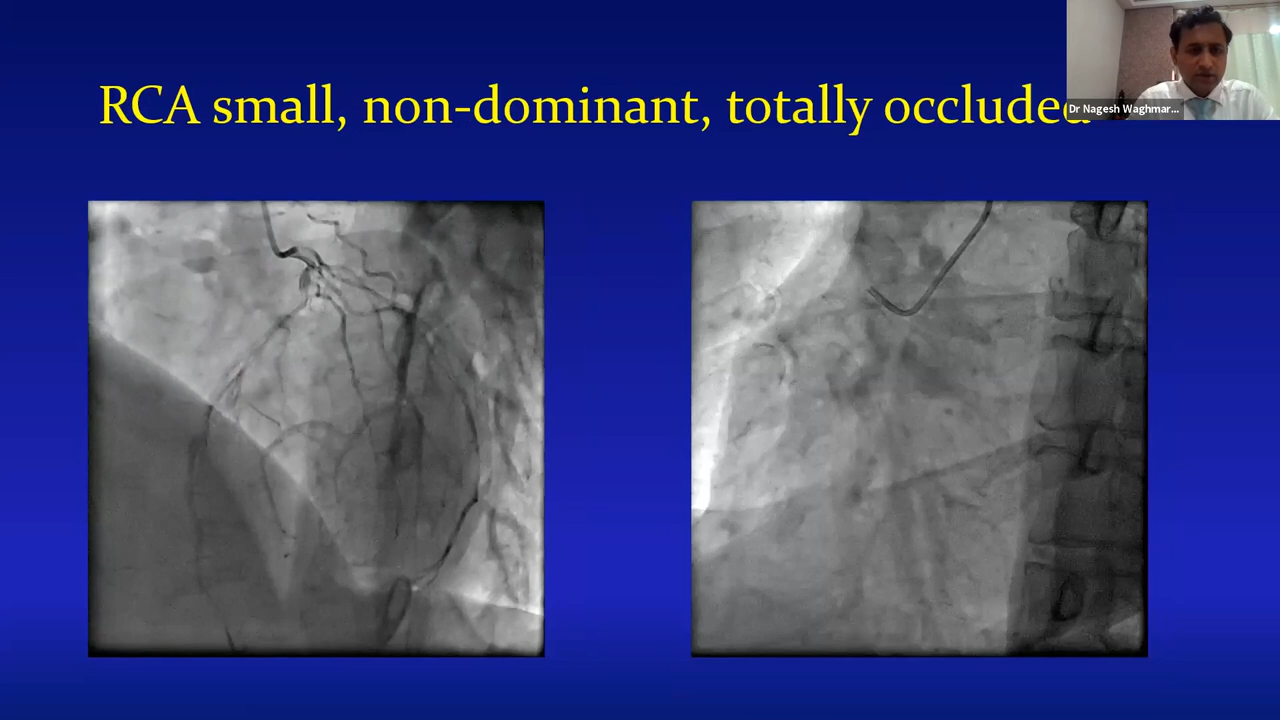 RCA small, non-dominant, totally occluded
Dr Nagesh Waghmar...